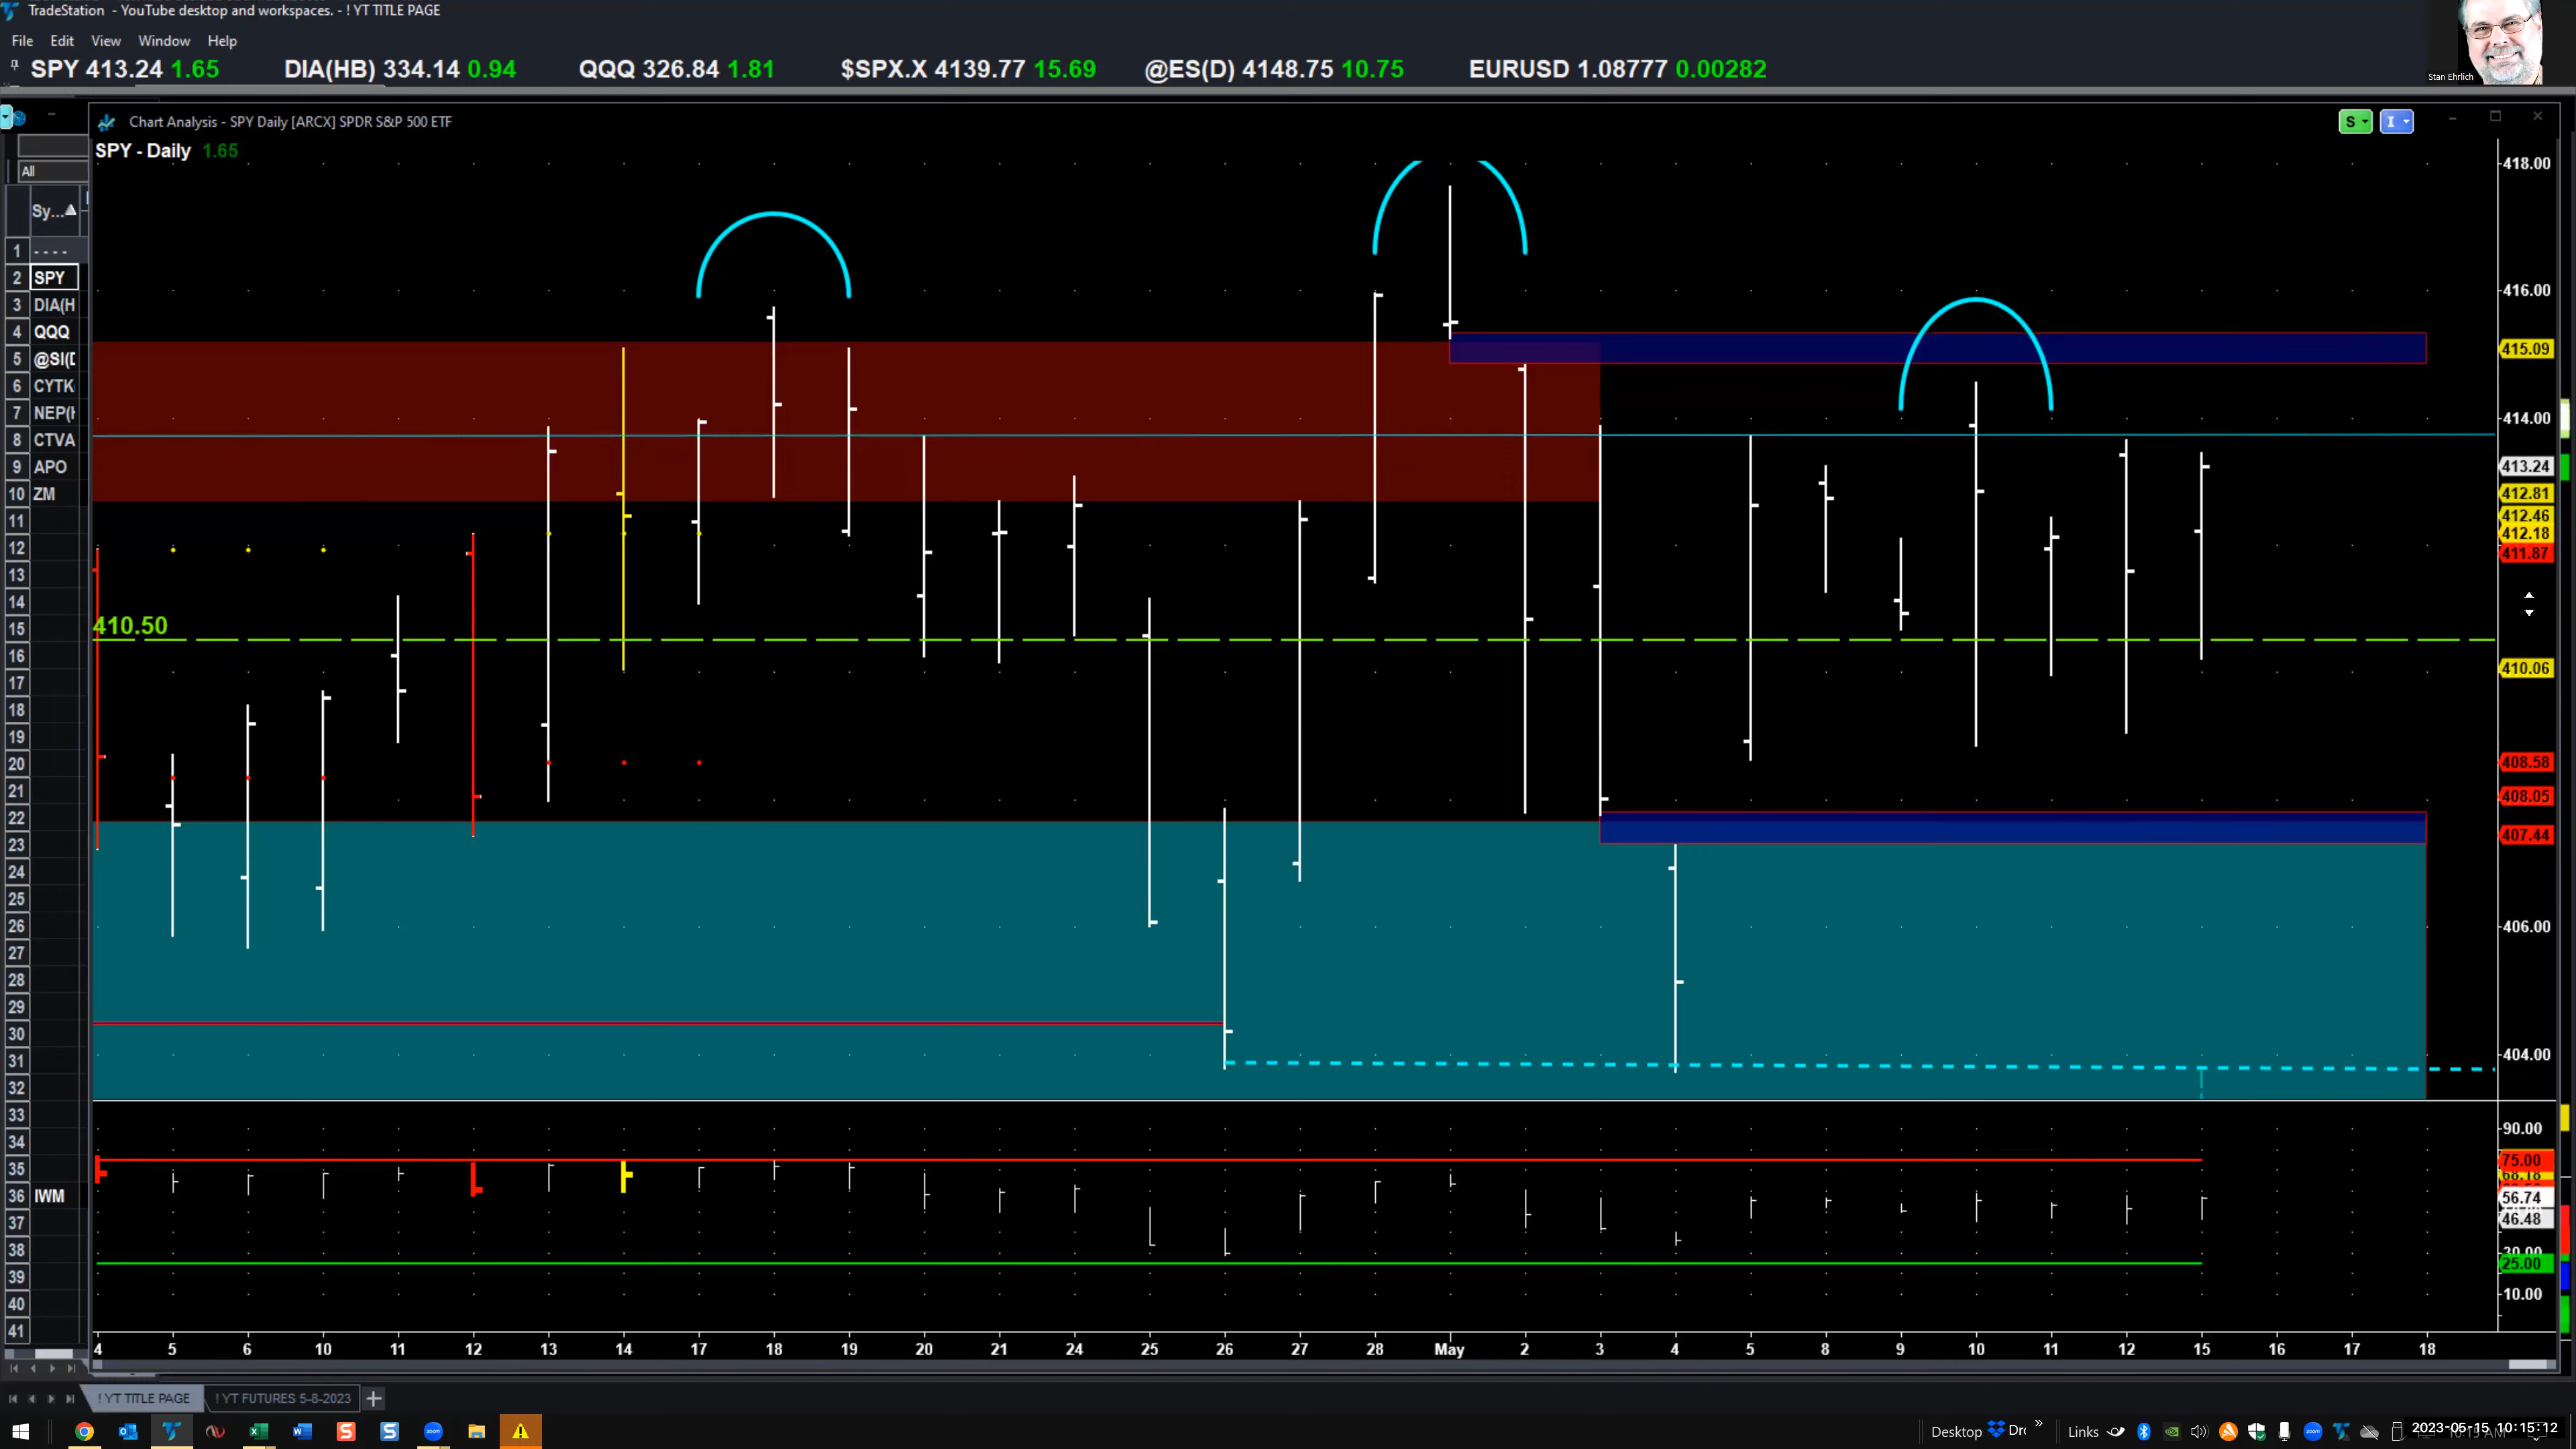 TradeStation - YouTube desktop and workspaces. - ! YT TITLE PAGE
File Edit View Window Help
SPY 413.24 1.65 DIA(HB) 334.14 0.94 QQQ 326.84 1.81 $SPX.X 4139.77 15.69 @ES(D) 4148.75 10.75 EURUSD 1.08777 0.00282
Stan Ehrlich
Chart Analysis - SPY Daily [ARCX] SPDR S&P 500 ETF
S I
SPY - Daily 1.65
All
Sy...
1 ----
2 SPY
3 DIA(H
4 QQQ
5 @SI(D
6 CYTK
7 NEP(H
8 CTVA
9 APO
10 ZM
11
12
13
14
15
16
17
18
19
20
21
22
23
24
25
26
27
28
29
30
31
32
33
34
35
36 IWM
37
38
39
40
41
410.50
418.00
416.00
415.09
414.00
413.24
412.81
412.46
412.18
411.87
410.06
408.58
408.05
407.44
406.00
404.00
90.00
75.00
68.18
56.74
46.48
30.00
25.00
10.00
4 5 6 10 11 12 13 14 17 18 19 20 21 24 25 26 27 28 May 2 3 4 5 8 9 10 11 12 15 16 17 18
! YT TITLE PAGE ! YT FUTURES 5-8-2023 +
Desktop Dr » Links 2023-05-15 10:15:12